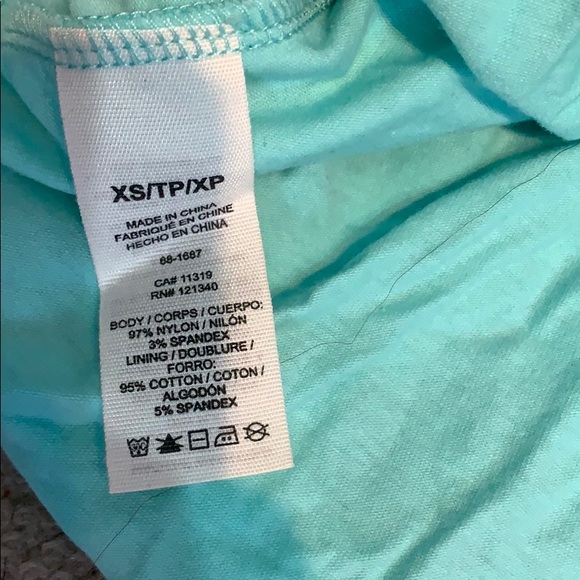 XS/TP/XP
MADE IN CHINA
FABRIQUÉ EN CHINE
HECHO EN CHINA
68-1687
CA# 11319
RN# 121340
BODY / CORPS / CUERPO:
97% NYLON / NILÓN
3% SPANDEX
LINING / DOUBLURE /
FORRO:
95% COTTON / COTON /
ALGODÓN
5% SPANDEX